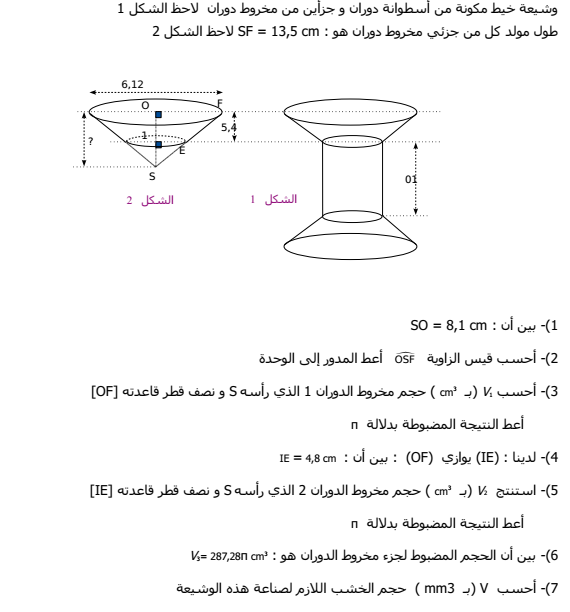 وشيعة خيط مكونة من أسطوانة دوران و جزأين من مخروط دوران لاحظ الشكل 1
طول مولد كل من جزئي مخروط دوران هو : SF = 13,5 cm لاحظ الشكل 2
6,12
O
F
5,4
?
1
E
S
01
الشكل 2
الشكل 1
1)- بين أن : SO = 8,1 cm
2)- أحسب قيس الزاوية OSF أعط المدور إلى الوحدة
3)- أحسب V₁ (بـ cm³ ) حجم مخروط الدوران 1 الذي رأسه S و نصف قطر قاعدته [OF]
أعط النتيجة المضبوطة بدلالة п
4)- لدينا : (IE) يوازي (OF) : بين أن : IE = 4,8 cm
5)- استنتج V₂ (بـ cm³ ) حجم مخروط الدوران 2 الذي رأسه S و نصف قطر قاعدته [IE]
أعط النتيجة المضبوطة بدلالة п
6)- بين أن الحجم المضبوط لجزء مخروط الدوران هو : V₃= 287,28п cm³
7)- أحسب V (بـ mm3 ) حجم الخشب اللازم لصناعة هذه الوشيعة